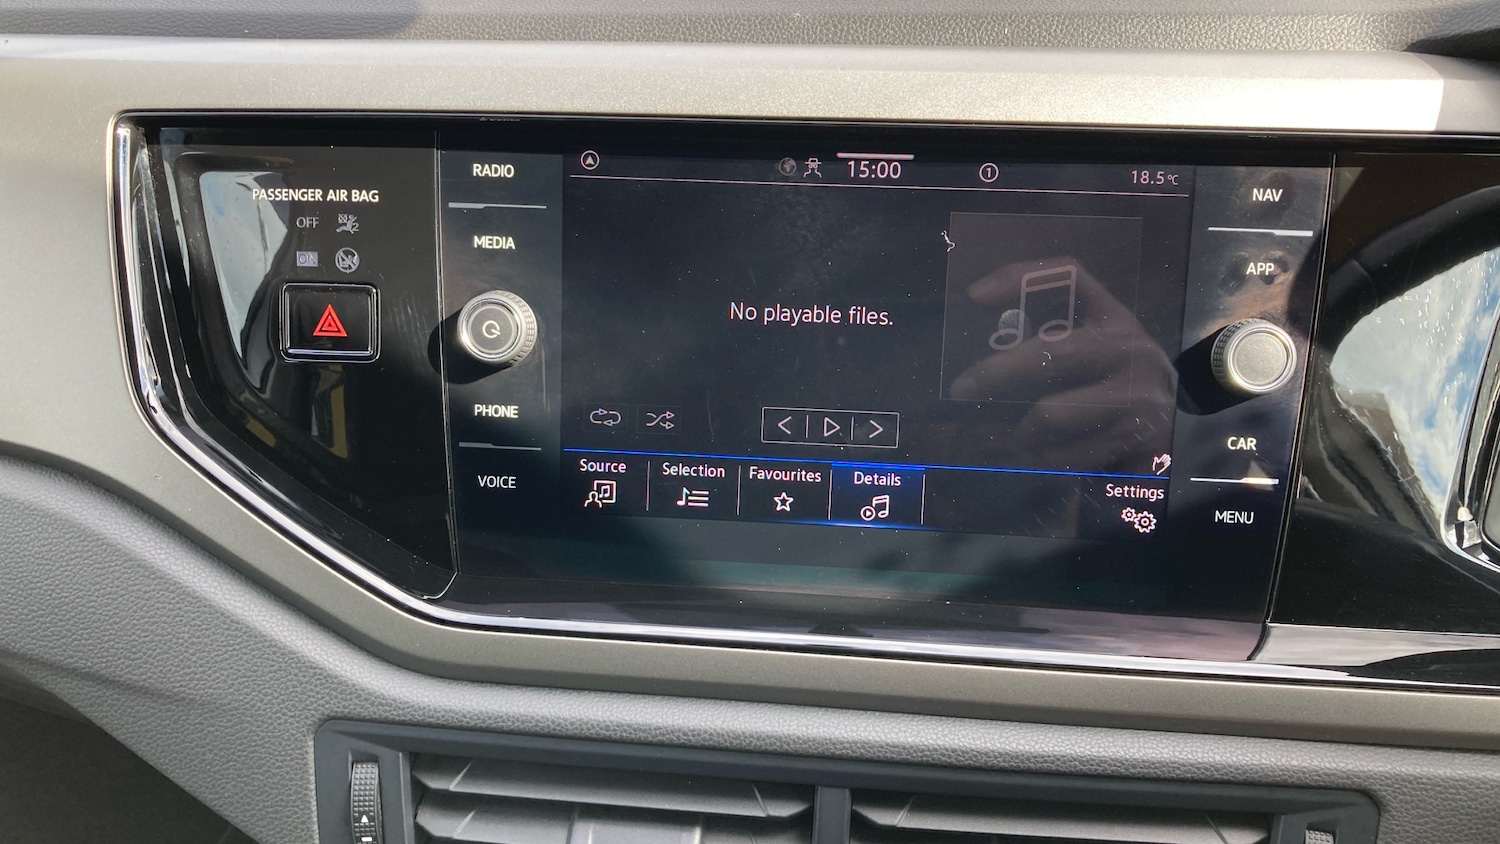 PASSENGER AIR BAG
OFF
ON
RADIO
MEDIA
PHONE
VOICE
15:00
1
18.5°C
No playable files.
Source
Selection
Favourites
Details
Settings
NAV
APP
CAR
MENU